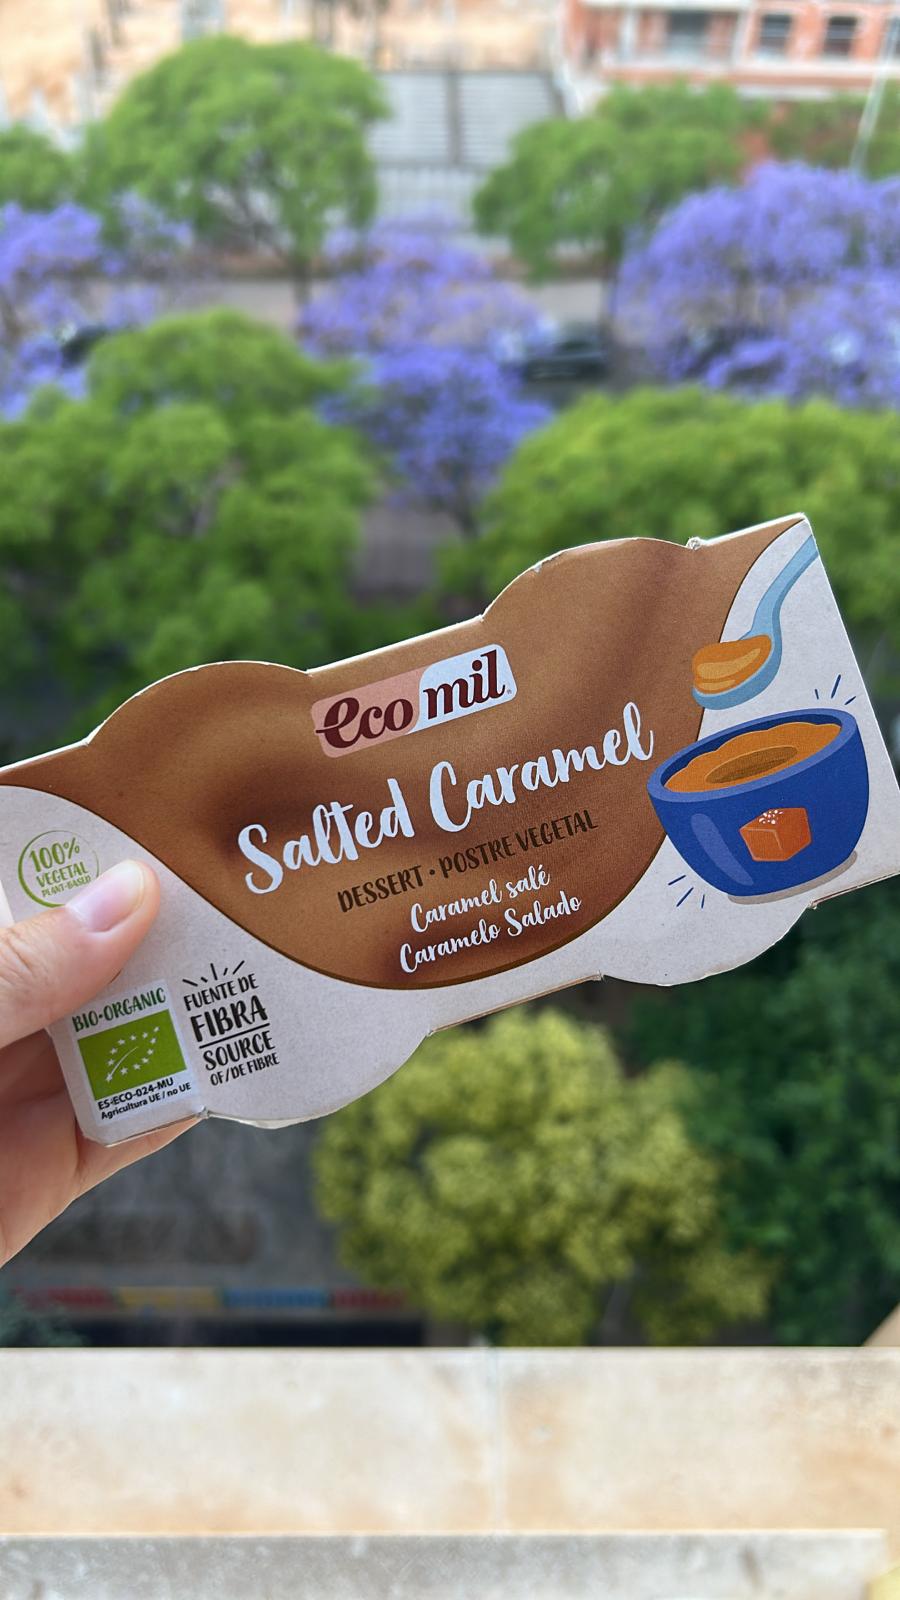 ecomil
Salted Caramel
DESSERT · POSTRE VEGETAL
Caramel salé
Caramelo Salado
100%
VEGETAL
PLANT-BASED
BIO-ORGANIC
ES-ECO-024-MU
Agricultura UE / no UE
FUENTE DE
FIBRA
SOURCE
OF/DE FIBRE